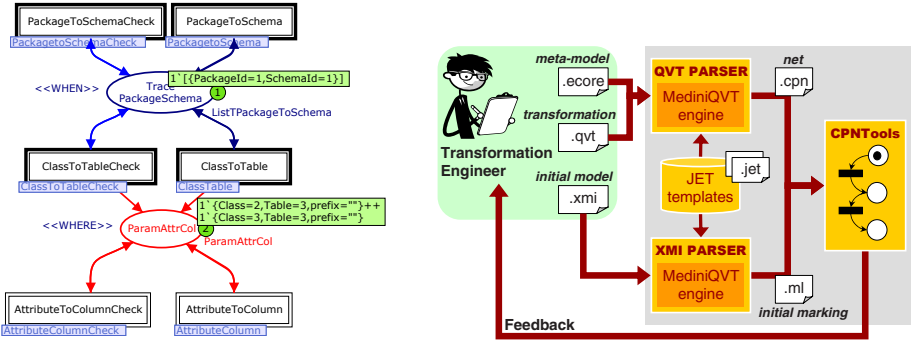 PackageToSchemaCheck
PackageToSchema
PackagetoSchemaCheck
PackagetoSchema
<<WHEN>>
Trace
PackageSchema
1`[{PackageId=1,SchemaId=1}]
1
ListTPackageToSchema
ClassToTableCheck
ClassToTable
ClassToTableCheck
ClassTable
1`{Class=2,Table=3,prefix=""}++
1`{Class=3,Table=3,prefix=""}
<<WHERE>>
ParamAttrCol
2
ParamAttrCol
AttributeToColumnCheck
AttributeToColumn
AttributeColumnCheck
AttributeColumn
meta-model
.ecore
transformation
.qvt
Transformation
Engineer
initial model
.xmi
QVT PARSER
MediniQVT
engine
net
.cpn
.jet
JET
templates
CPNTools
XMI PARSER
MediniQVT
engine
.ml
initial marking
Feedback